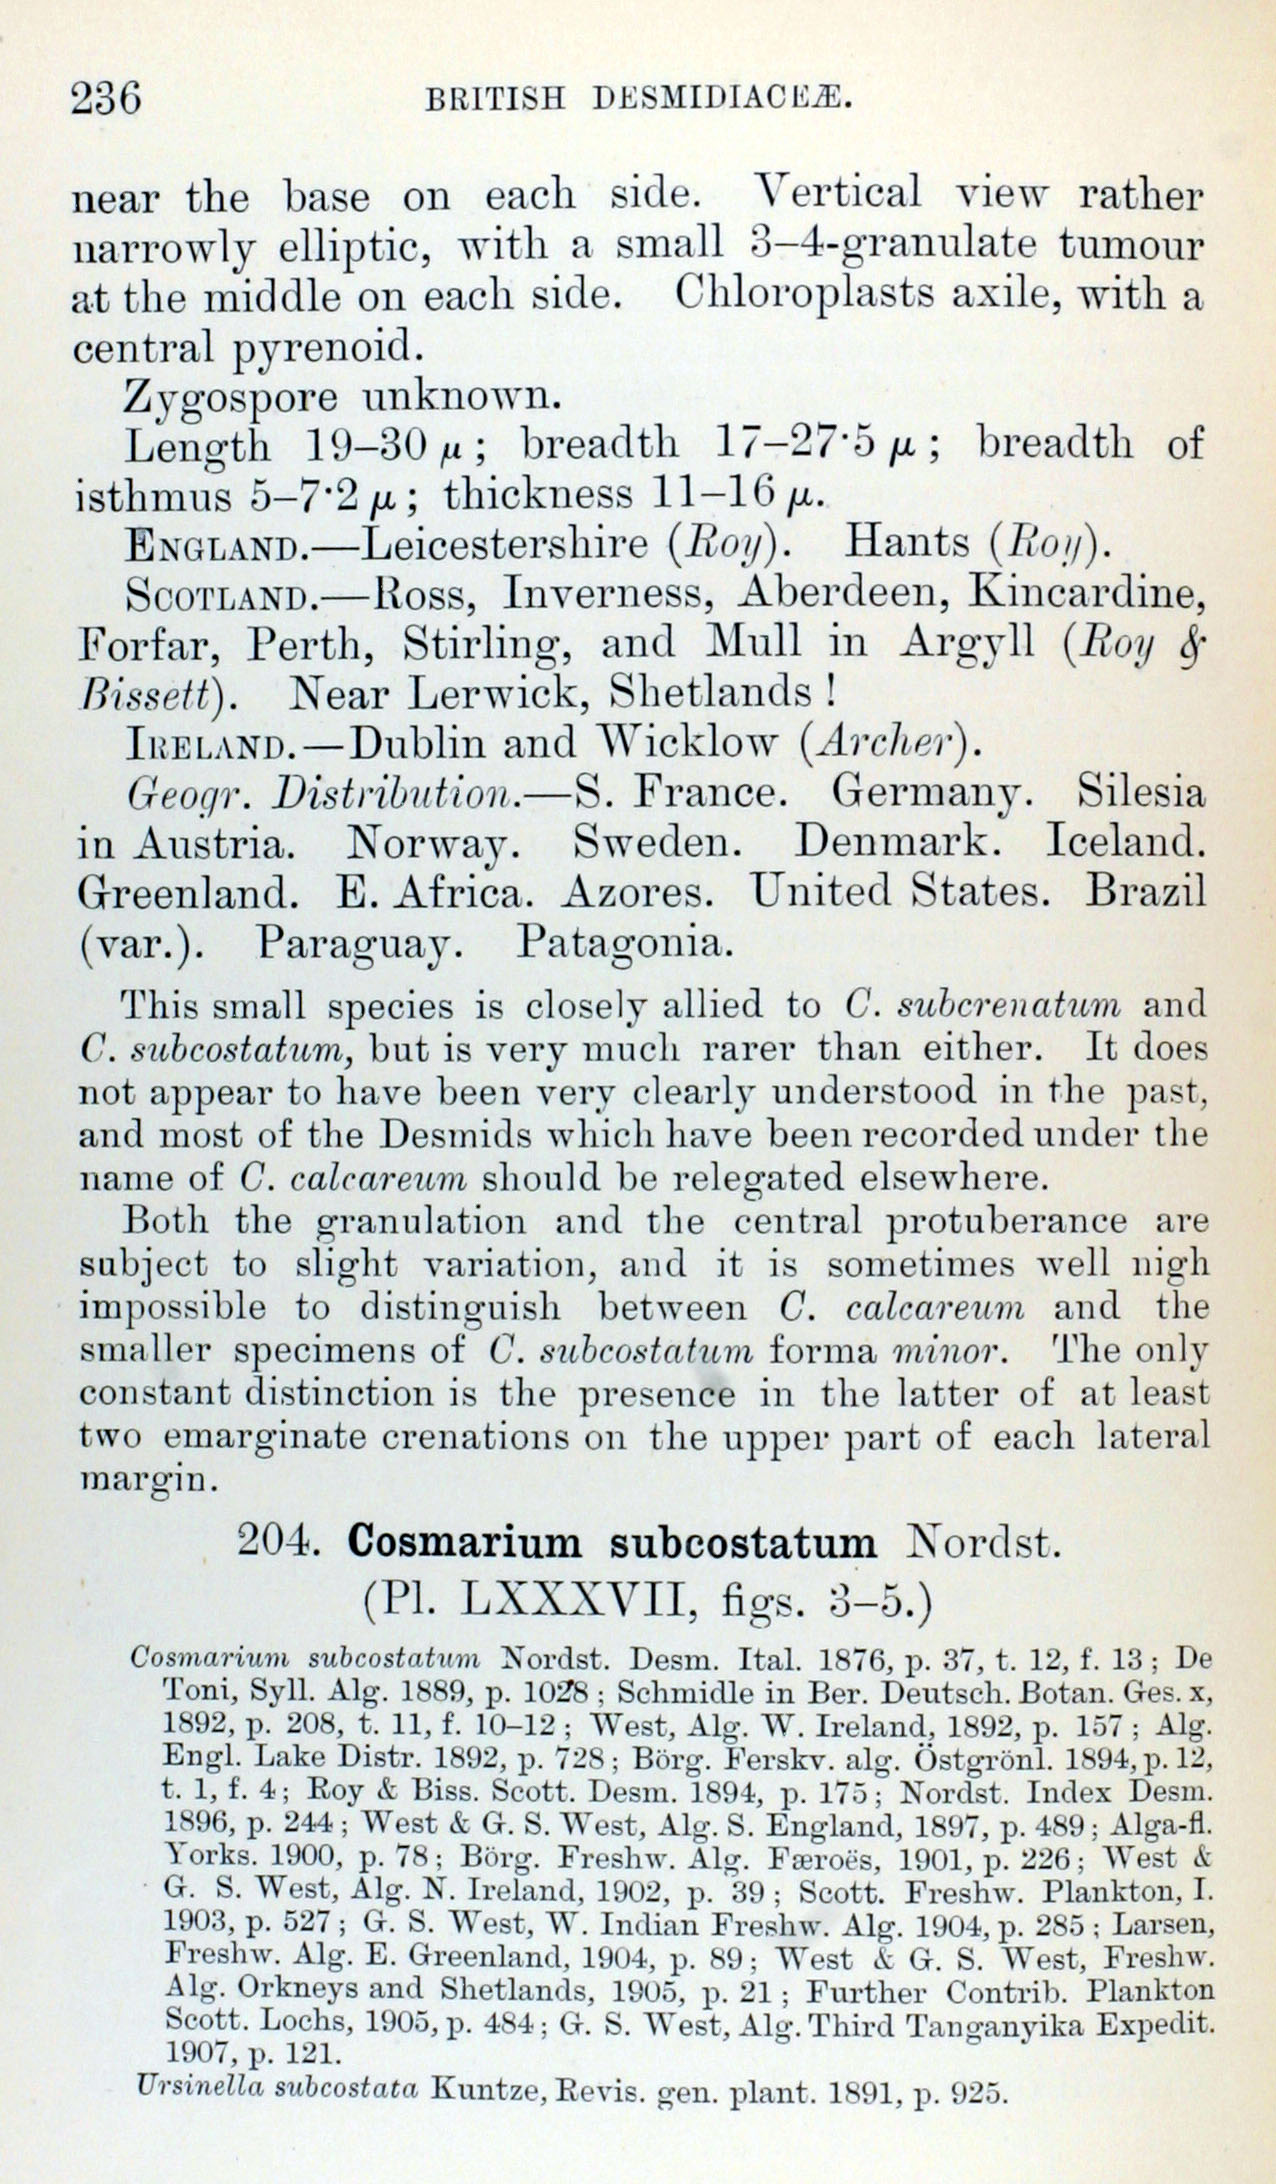 236 BRITISH DESMIDIACEÆ.
near the base on each side. Vertical view rather
narrowly elliptic, with a small 3–4-granulate tumour
at the middle on each side. Chloroplasts axile, with a
central pyrenoid.
Zygospore unknown.
Length 19–30 μ; breadth 17–27·5 μ; breadth of
isthmus 5–7·2 μ; thickness 11–16 μ.
ENGLAND.—Leicestershire (Roy). Hants (Roy).
SCOTLAND.—Ross, Inverness, Aberdeen, Kincardine,
Forfar, Perth, Stirling, and Mull in Argyll (Roy &
Bissett). Near Lerwick, Shetlands!
IRELAND.—Dublin and Wicklow (Archer).
Geogr. Distribution.—S. France. Germany. Silesia
in Austria. Norway. Sweden. Denmark. Iceland.
Greenland. E. Africa. Azores. United States. Brazil
(var.). Paraguay. Patagonia.
This small species is closely allied to C. subcrenatum and
C. subcostatum, but is very much rarer than either. It does
not appear to have been very clearly understood in the past,
and most of the Desmids which have been recorded under the
name of C. calcareum should be relegated elsewhere.
Both the granulation and the central protuberance are
subject to slight variation, and it is sometimes well nigh
impossible to distinguish between C. calcareum and the
smaller specimens of C. subcostatum forma minor. The only
constant distinction is the presence in the latter of at least
two emarginate crenations on the upper part of each lateral
margin.
204. Cosmarium subcostatum Nordst.
(Pl. LXXXVII, figs. 3–5.)
Cosmarium subcostatum Nordst. Desm. Ital. 1876, p. 37, t. 12, f. 13; De
Toni, Syll. Alg. 1889, p. 1028; Schmidle in Ber. Deutsch. Botan. Ges. x,
1892, p. 208, t. 11, f. 10–12; West, Alg. W. Ireland, 1892, p. 157; Alg.
Engl. Lake Distr. 1892, p. 728; Börg. Ferskv. alg. Östgrönl. 1894, p. 12,
t. 1, f. 4; Roy & Biss. Scott. Desm. 1894, p. 175; Nordst. Index Desm.
1896, p. 244; West & G. S. West, Alg. S. England, 1897, p. 489; Alga-fl.
Yorks. 1900, p. 78; Börg. Freshw. Alg. Færoës, 1901, p. 226; West &
G. S. West, Alg. N. Ireland, 1902, p. 39; Scott. Freshw. Plankton, I.
1903, p. 527; G. S. West, W. Indian Freshw. Alg. 1904, p. 285; Larsen,
Freshw. Alg. E. Greenland, 1904, p. 89; West & G. S. West, Freshw.
Alg. Orkneys and Shetlands, 1905, p. 21; Further Contrib. Plankton
Scott. Lochs, 1905, p. 484; G. S. West, Alg. Third Tanganyika Expedit.
1907, p. 121.
Ursinella subcostata Kuntze, Revis. gen. plant. 1891, p. 925.